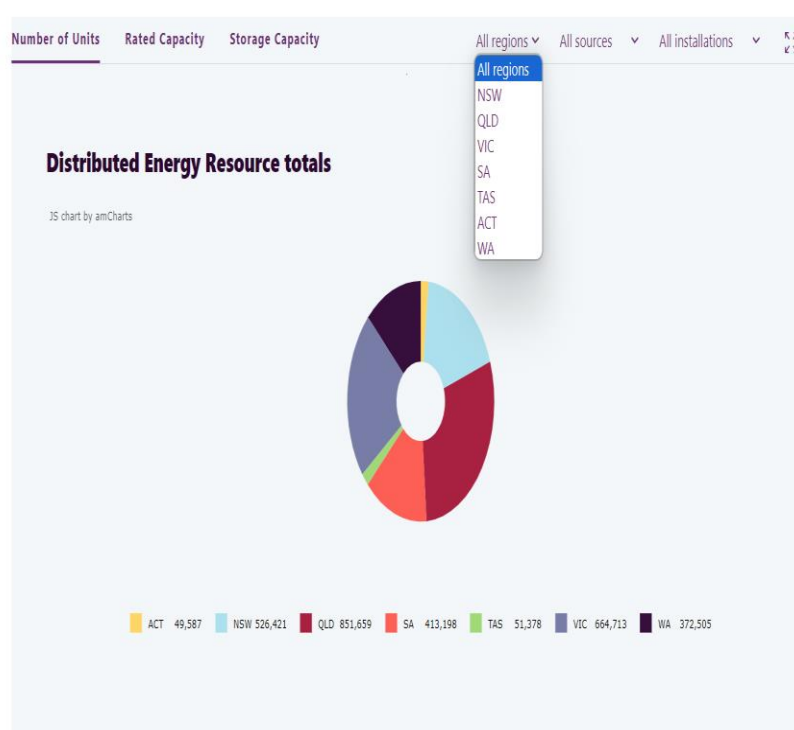 Number of Units Rated Capacity Storage Capacity All regions All sources All installations
All regions
NSW
QLD
VIC
SA
TAS
ACT
WA
Distributed Energy Resource totals
JS chart by amCharts
ACT 49,587 NSW 526,421 QLD 851,659 SA 413,198 TAS 51,378 VIC 664,713 WA 372,505